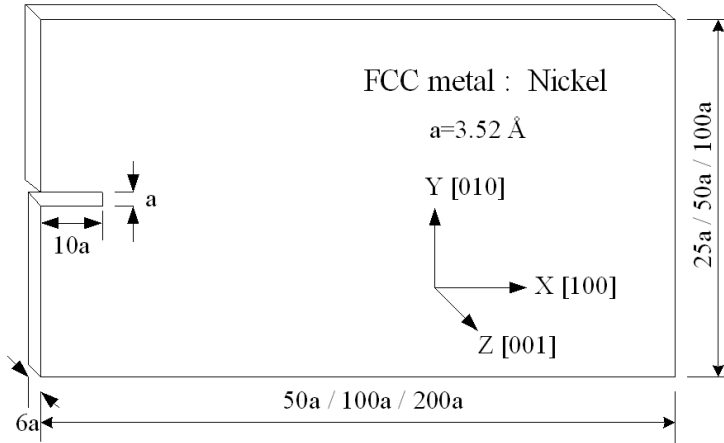 FCC metal : Nickel
a=3.52 Å
Y [010]
a
10a
X [100]
Z [001]
25a / 50a / 100a
50a / 100a / 200a
6a